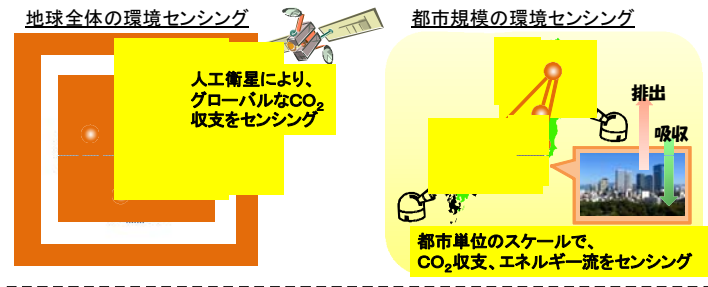 地球全体の環境センシング
人工衛星により、
グローバルなCO2
収支をセンシング
都市規模の環境センシング
排出
吸収
都市単位のスケールで、
CO2収支、エネルギー流をセンシング